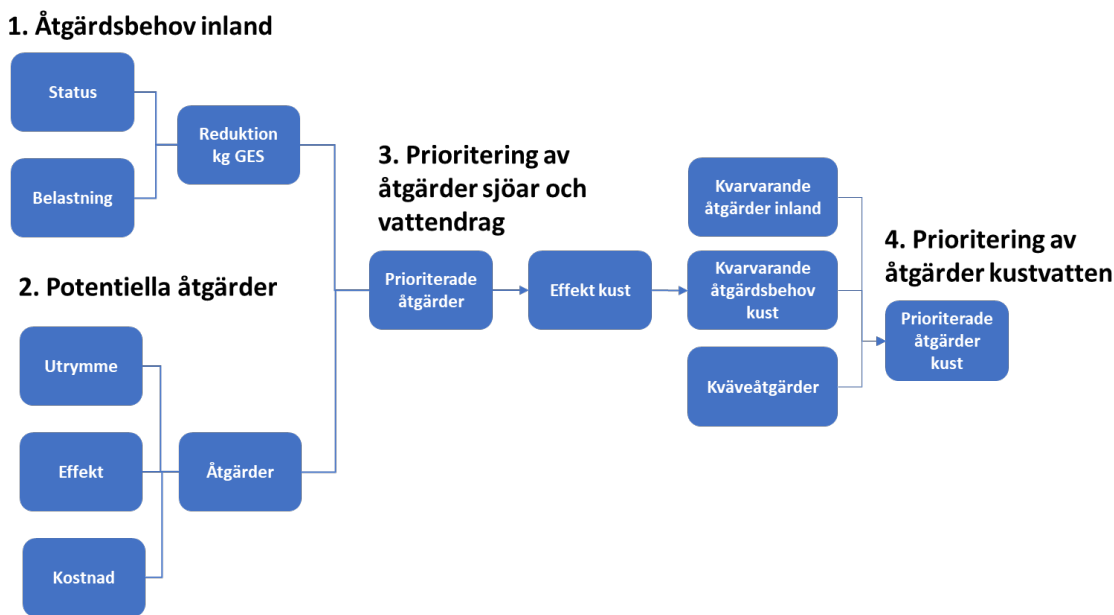 1. Åtgärdsbehov inland
Status
Belastning
Reduktion
kg GES
2. Potentiella åtgärder
Utrymme
Effekt
Kostnad
Åtgärder
3. Prioritering av
åtgärder sjöar och
vattendrag
Prioriterade
åtgärder
Effekt kust
Kvarvarande
åtgärder inland
Kvarvarande
åtgärdsbehov
kust
Kväveåtgärder
4. Prioritering av
åtgärder kustvatten
Prioriterade
åtgärder
kust